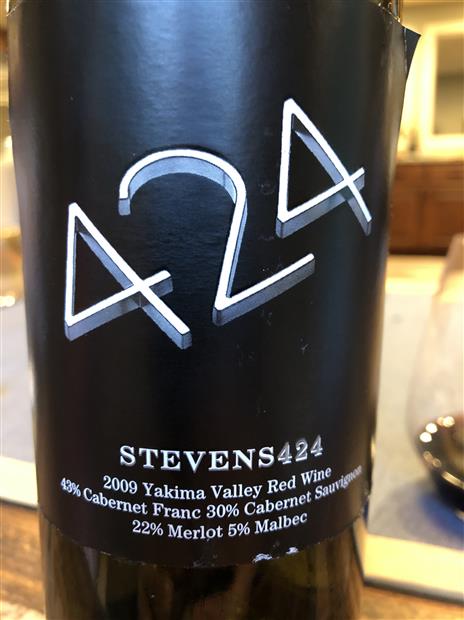 424
STEVENS424
2009 Yakima Valley Red Wine
43% Cabernet Franc 30% Cabernet Sauvignon
22% Merlot 5% Malbec